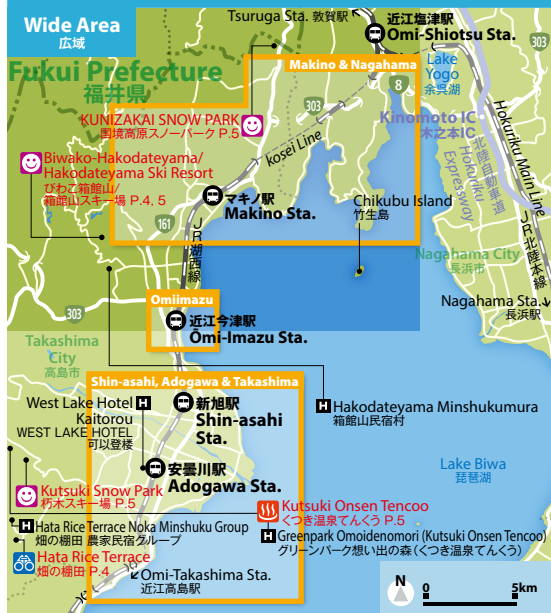 Wide Area
広域
Tsuruga Sta. 敦賀駅
近江塩津駅
Omi-Shiotsu Sta.
Makino & Nagahama
Lake
Yogo
余呉湖
Fukui Prefecture
福井県
8
303
KUNIZAKAI SNOW PARK
国境高原スノーパーク P.5
303
Kinomoto IC
木之本IC
Kosei Line
Hokuriku Main Line
JR北陸本線
北陸自動車道
Hokuriku
Expressway
Biwako-Hakodateyama/
Hakodateyama Ski Resort
びわこ箱館山/
箱館山スキー場 P.4, 5
マキノ駅
Makino Sta.
Chikubu Island
竹生島
161
JR湖西線
Nagahama City
長浜市
Omiimazu
Nagahama Sta.
長浜駅
303
近江今津駅
Ōmi-Imazu Sta.
Takashima
City
高島市
Shin-asahi, Adogawa & Takashima
West Lake Hotel
Kaitorou
WEST LAKE HOTEL
可以登楼
H
新旭駅
Shin-asahi
Sta.
H Hakodateyama Minshukumura
箱館山民宿村
安曇川駅
Adogawa Sta.
Lake Biwa
琵琶湖
Kutsuki Snow Park
朽木スキー場 P.5
Kutsuki Onsen Tencoo
くつき温泉てんくう P.5
H Hata Rice Terrace Noka Minshuku Group
畑の棚田 農家民宿グループ
H Greenpark Omoidenomori (Kutsuki Onsen Tencoo)
グリーンパーク想い出の森（くつき温泉てんくう）
Hata Rice Terrace
畑の棚田 P.4
Omi-Takashima Sta.
近江高島駅
N
0
5km